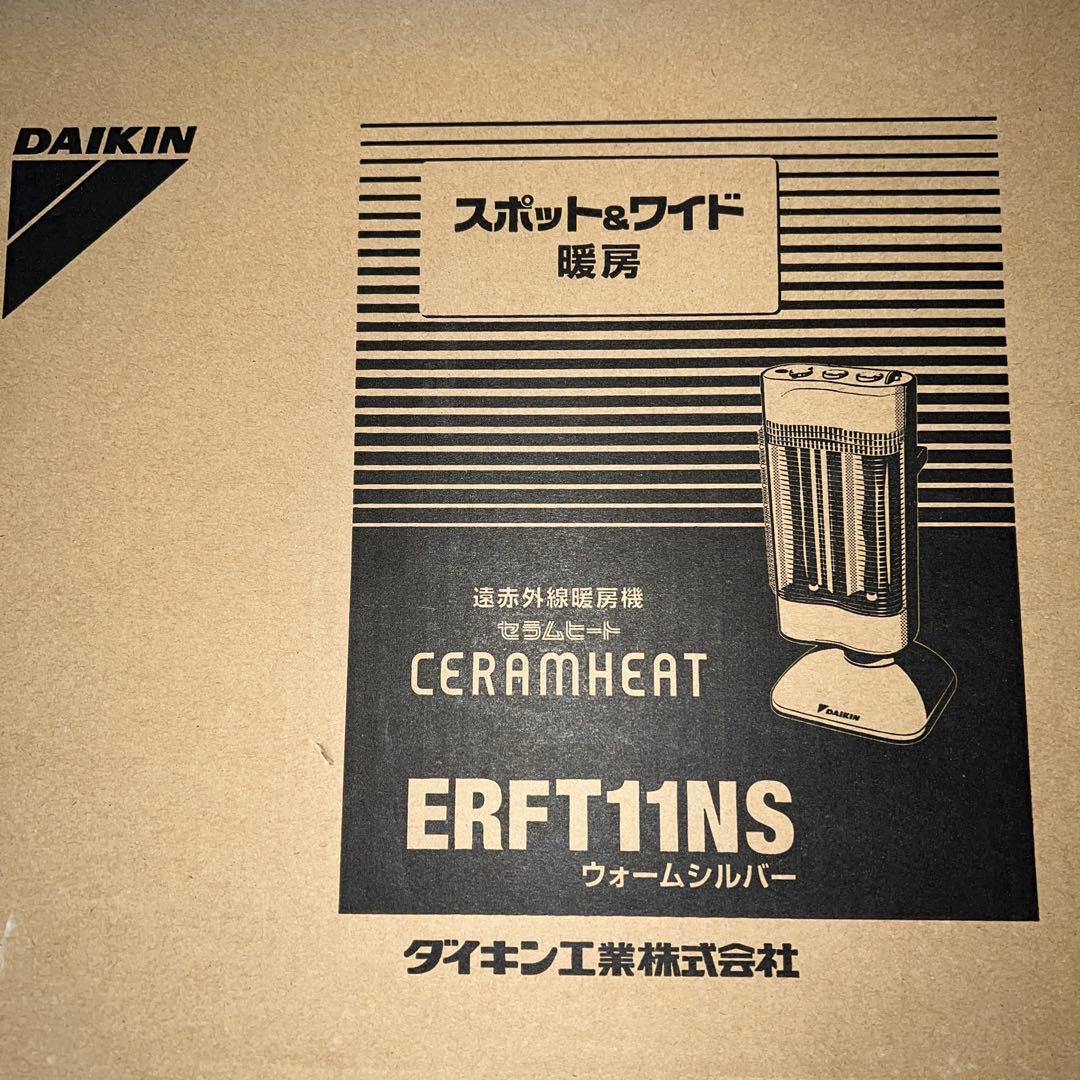 DAIKIN
スポット&ワイド
暖房
遠赤外線暖房機
セラムヒート
CERAMHEAT
DAIKIN
ERFT11NS
ウォームシルバー
ダイキン工業株式会社